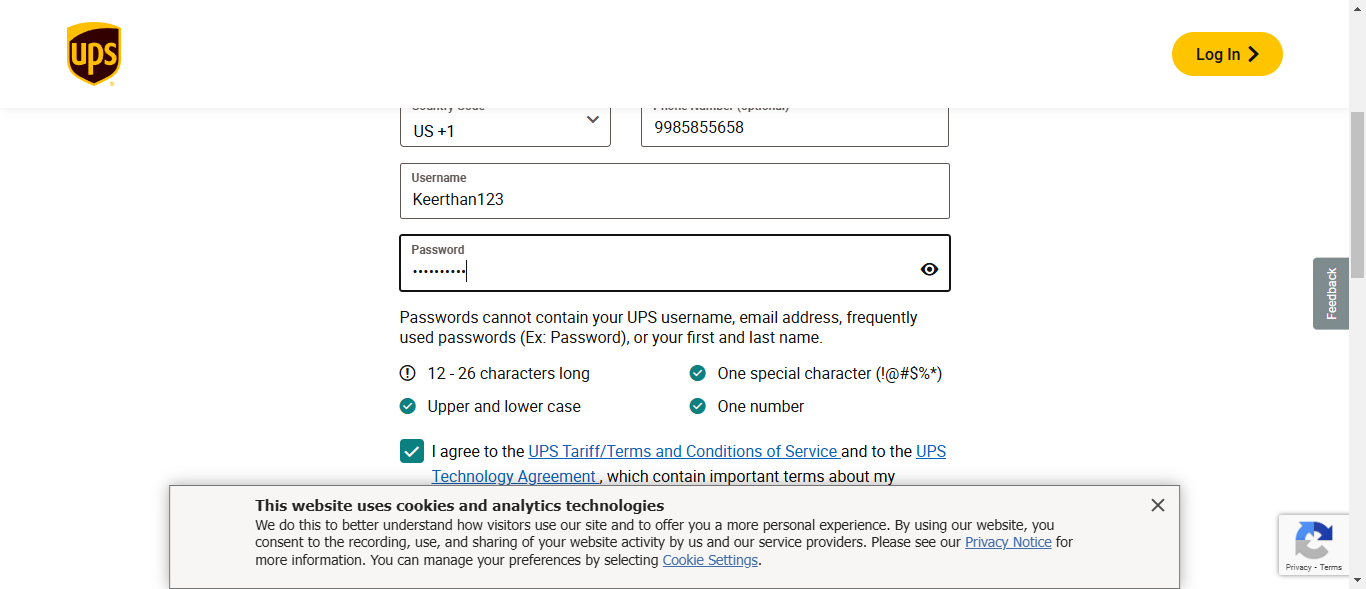 ups
Log In
Country Code
US +1
Phone Number (optional)
9985855658
Username
Keerthan123
Password
••••••••••
Passwords cannot contain your UPS username, email address, frequently
used passwords (Ex: Password), or your first and last name.
12 - 26 characters long
One special character (!@#$%*)
Upper and lower case
One number
I agree to the UPS Tariff/Terms and Conditions of Service and to the UPS
Technology Agreement , which contain important terms about my
Feedback
This website uses cookies and analytics technologies
We do this to better understand how visitors use our site and to offer you a more personal experience. By using our website, you
consent to the recording, use, and sharing of your website activity by us and our service providers. Please see our Privacy Notice for
more information. You can manage your preferences by selecting Cookie Settings.
Privacy - Terms